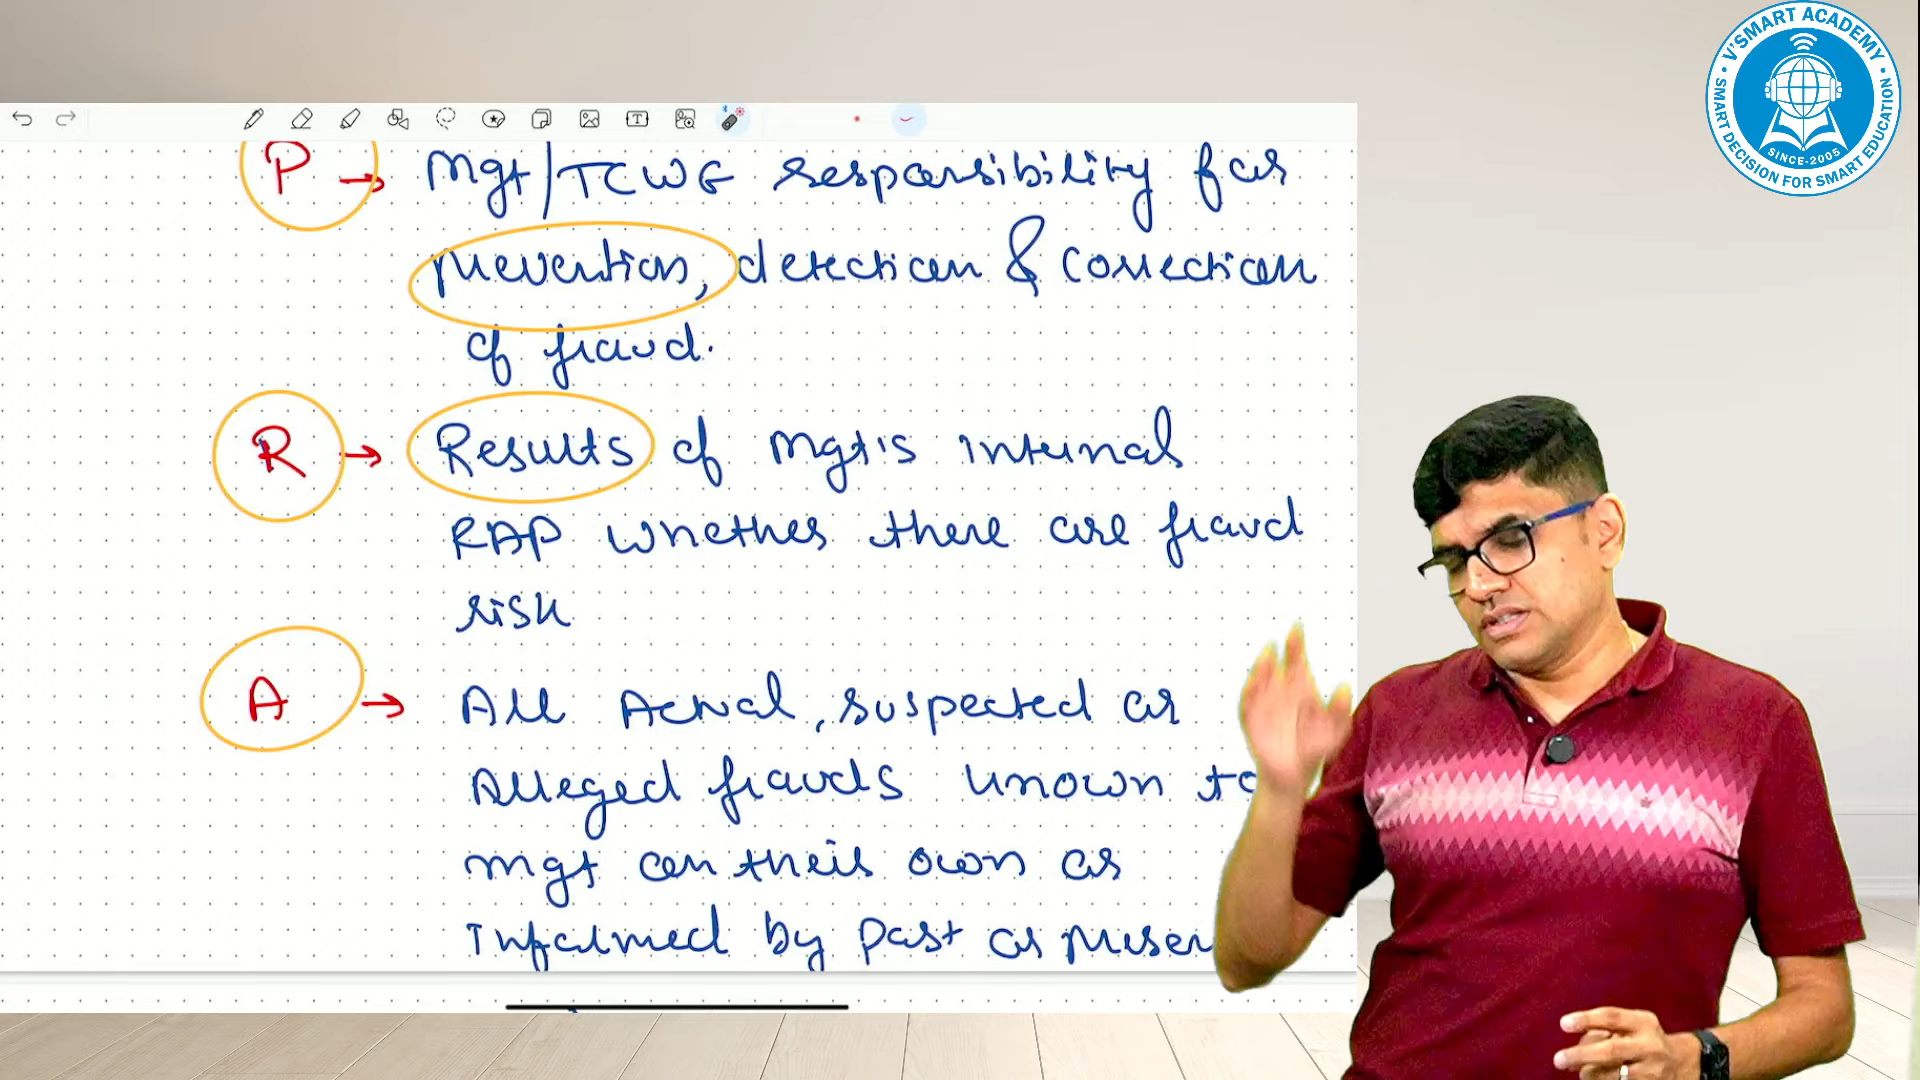 P → Mgt/TCWG responsibility for
prevention, detection & correction
of fraud.
R → Results of Mgt's internal
RAP whether there are fraud
risk
A → All Actual, suspected or
Alleged frauds known to
mgt on their own or
Informed by past or presen
V'SMART ACADEMY
SMART DECISION FOR SMART EDUCATION
SINCE-2005